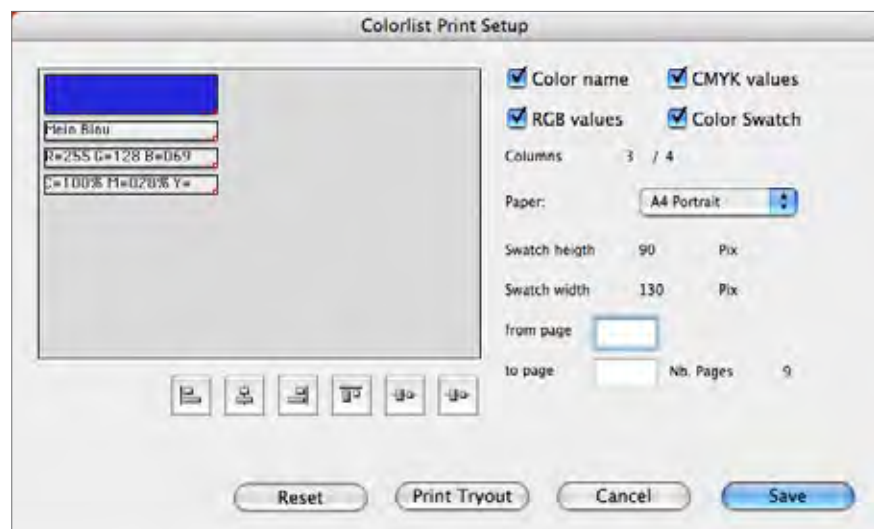 Colorlist Print Setup
Mein Blau
R=255 G=128 B=069
C=100% M=028% Y=
Color name
CMYK values
RGB values
Color Swatch
Columns 3 / 4
Paper: A4 Portrait
Swatch heigth 90 Pix
Swatch width 130 Pix
from page
to page Nb. Pages 9
Reset Print Tryout Cancel Save